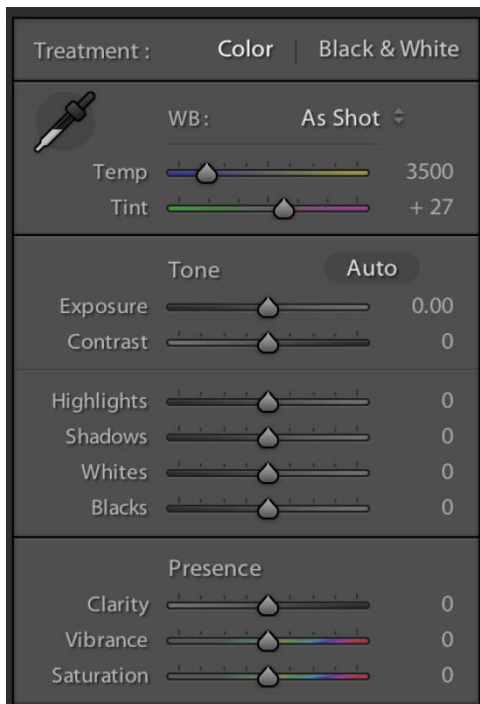 Treatment : Color | Black & White
WB: As Shot
Temp 3500
Tint + 27
Tone Auto
Exposure 0.00
Contrast 0
Highlights 0
Shadows 0
Whites 0
Blacks 0
Presence
Clarity 0
Vibrance 0
Saturation 0